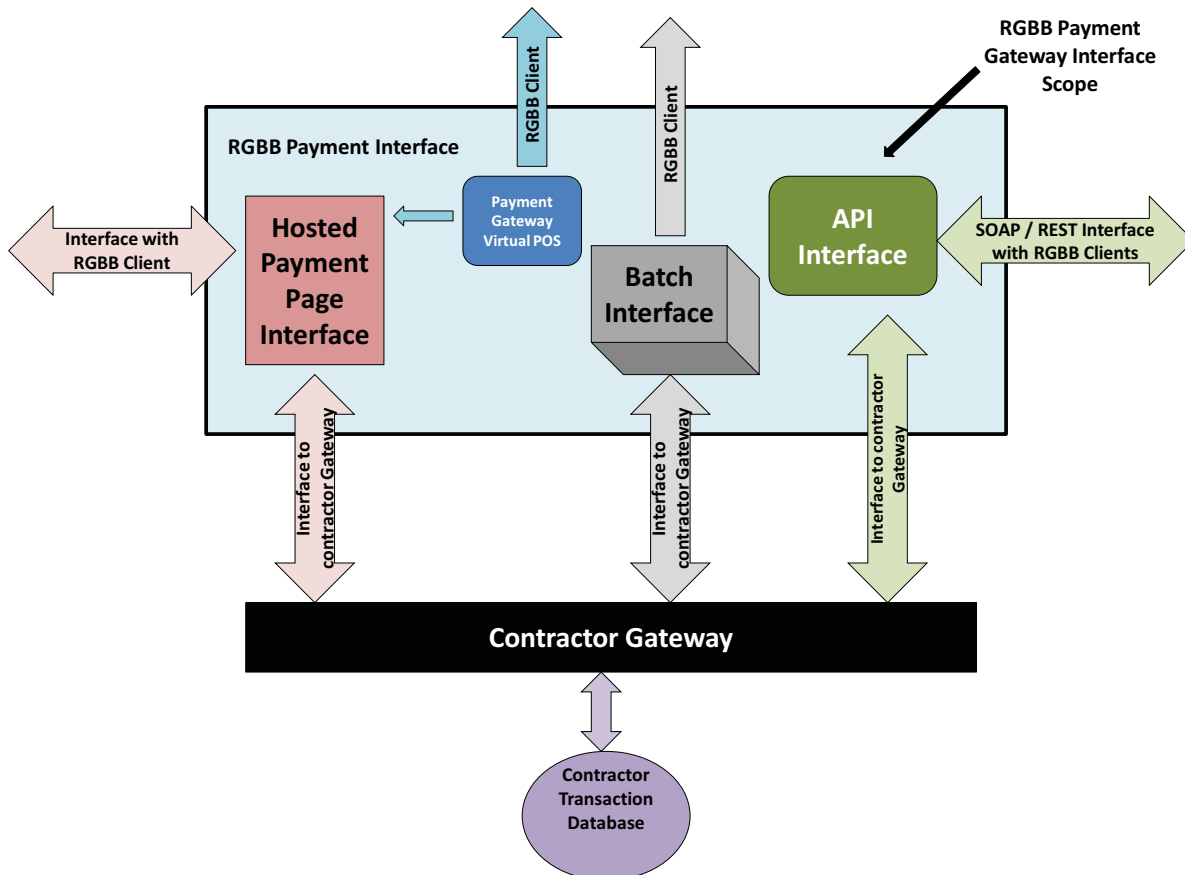 RGBB Payment
Gateway Interface
Scope
RGBB Client
RGBB Client
RGBB Payment Interface
Payment
Gateway
Virtual POS
Hosted
Payment
Page
Interface
API
Interface
Batch
Interface
Interface with
RGBB Client
SOAP / REST Interface
with RGBB Clients
Interface to
contractor Gateway
Interface to
contractor Gateway
Interface to contractor
Gateway
Contractor Gateway
Contractor
Transaction
Database